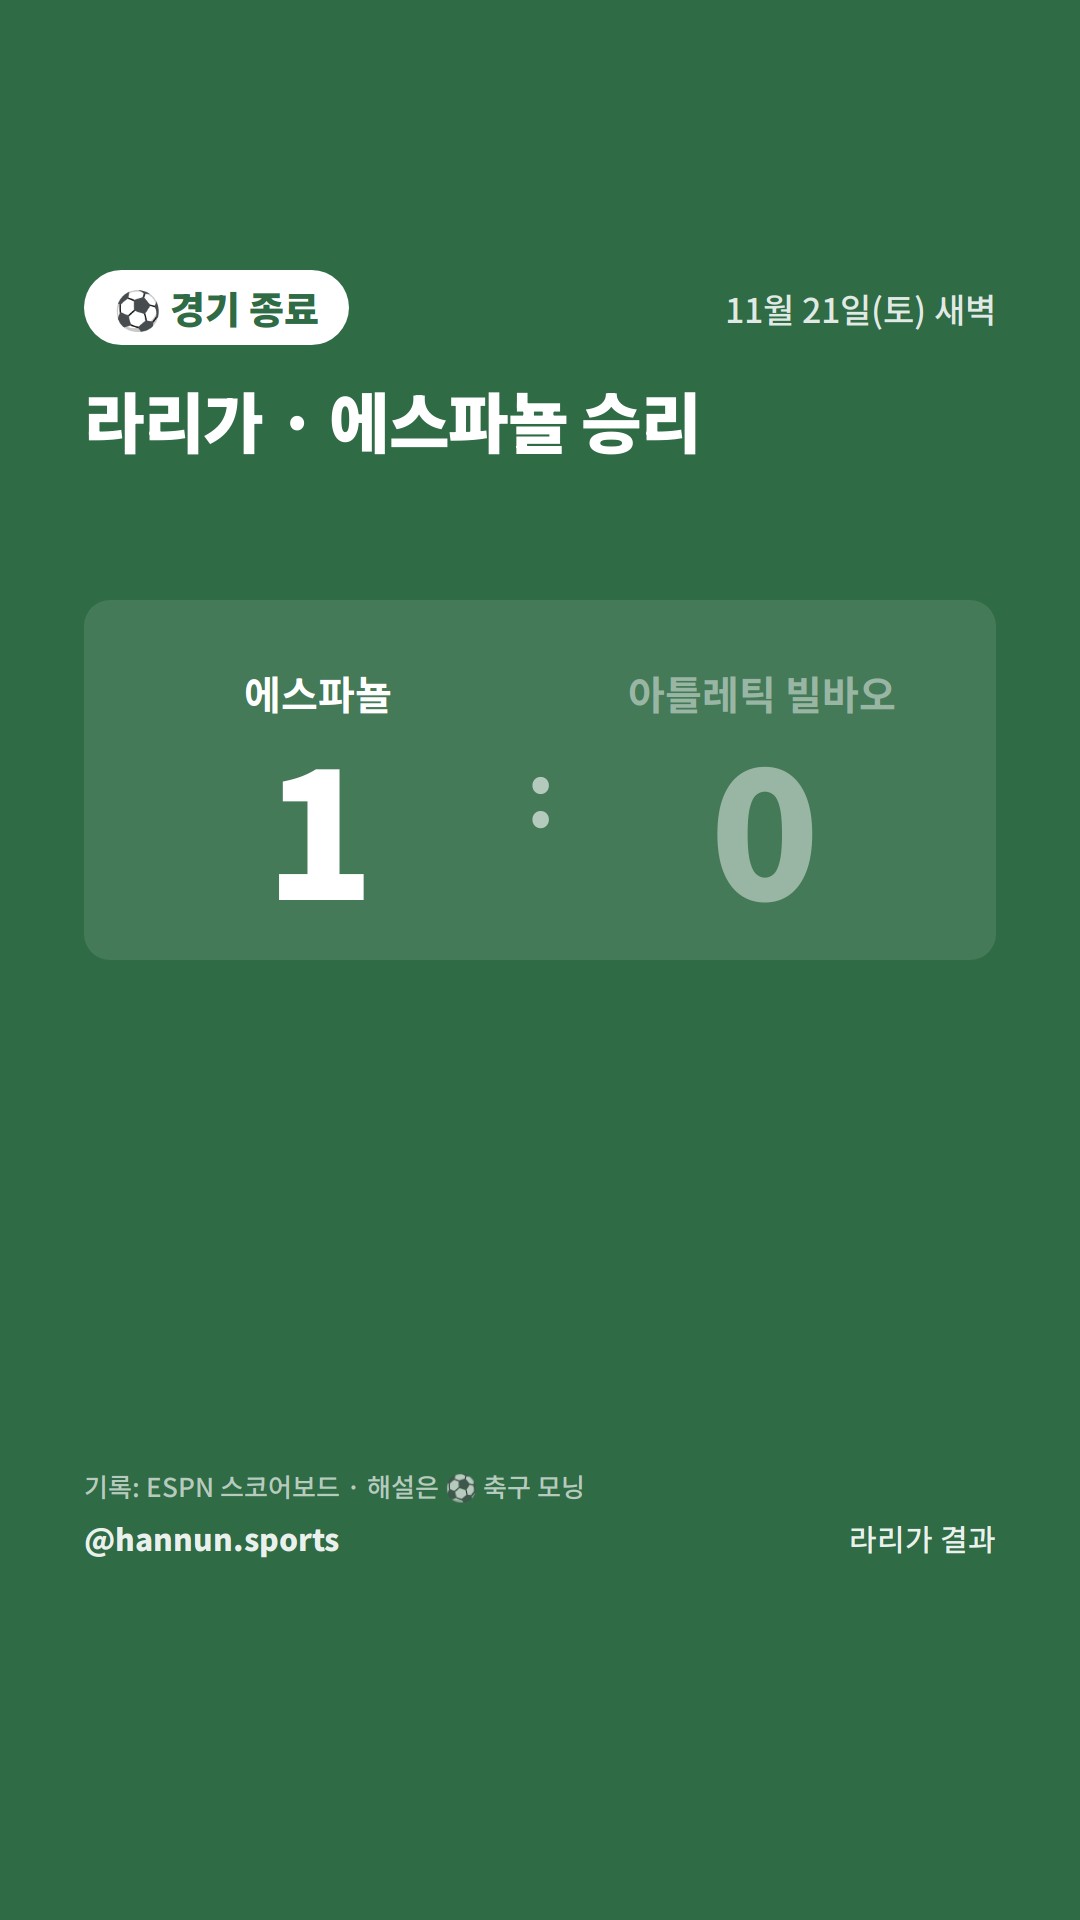 ⚽ 경기 종료
11월 21일(토) 새벽
라리가 · 에스파뇰 승리
에스파뇰
아틀레틱 빌바오
1 : 0
기록: ESPN 스코어보드 · 해설은 ⚽ 축구 모닝
@hannun.sports
라리가 결과